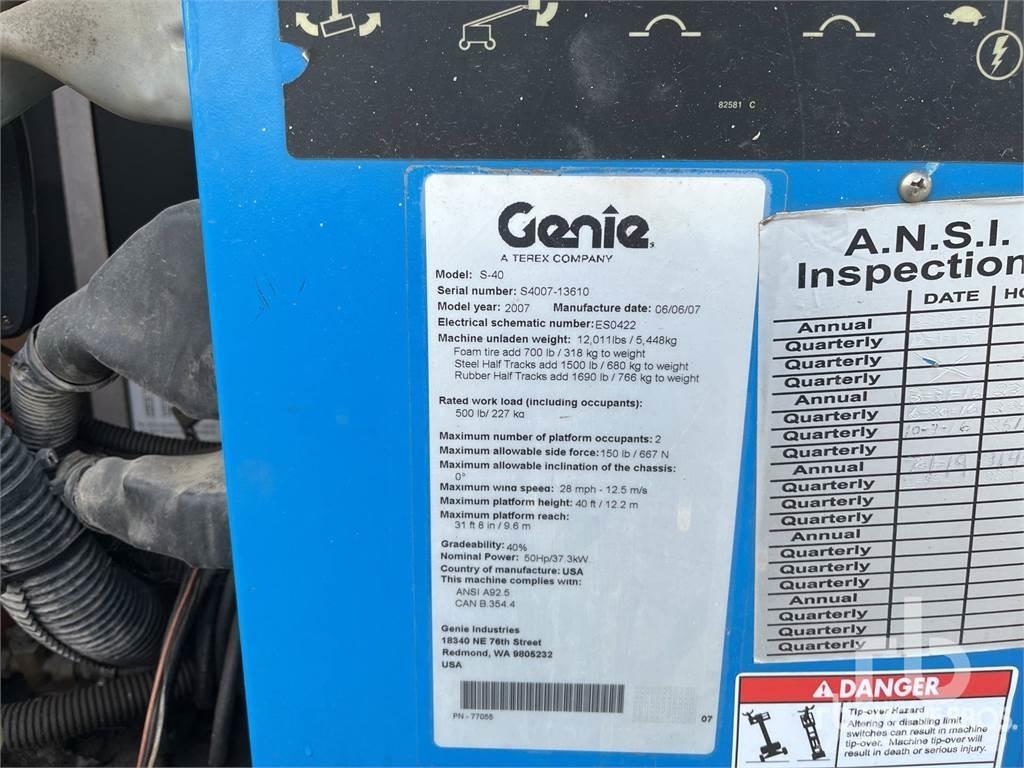 82581 C
Genie
A TEREX COMPANY
Model: S-40
Serial number: S4007-13610
Model year: 2007 Manufacture date: 06/06/07
Electrical schematic number: ES0422
Machine unladen weight: 12,011lbs / 5,448kg
Foam tire add 700 lb / 318 kg to weight
Steel Half Tracks add 1500 lb / 680 kg to weight
Rubber Half Tracks add 1690 lb / 766 kg to weight
Rated work load (including occupants):
500 lb/ 227 kg
Maximum number of platform occupants: 2
Maximum allowable side force: 150 lb / 667 N
Maximum allowable inclination of the chassis:
0°
Maximum wind speed: 28 mph - 12.5 m/s
Maximum platform height: 40 ft / 12.2 m
Maximum platform reach:
31 ft 8 in / 9.6 m
Gradeability: 40%
Nominal Power: 50Hp/37.3kW
Country of manufacture: USA
This machine complies with:
ANSI A92.5
CAN B.354.4
Genie Industries
18340 NE 76th Street
Redmond, WA 9805232
USA
PN - 77055
07
A.N.S.I.
Inspection
DATE
Annual
Quarterly
Quarterly
Quarterly
Annual
Quarterly
Quarterly 10-7-16
Quarterly
Annual
Quarterly
Quarterly
Quarterly
Annual
Quarterly
Quarterly
Quarterly
Annual
Quarterly
Quarterly
Quarterly
DANGER
Tip-over Hazard
Altering or disabling limit
switches can result in machine
tip-over. Machine tip-over will
result in death or serious injury.